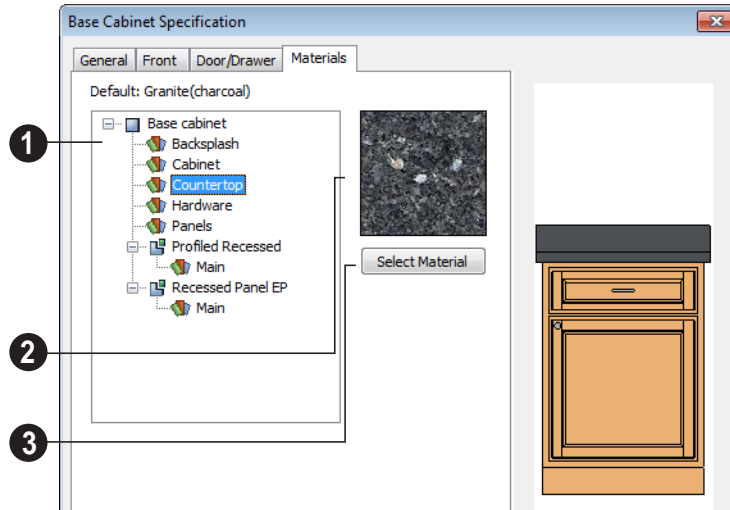 Base Cabinet Specification
General Front Door/Drawer Materials
Default: Granite(charcoal)
1
Base cabinet
Backsplash
Cabinet
Countertop
Hardware
Panels
Profiled Recessed
Main
Recessed Panel EP
Main
Select Material
2
3